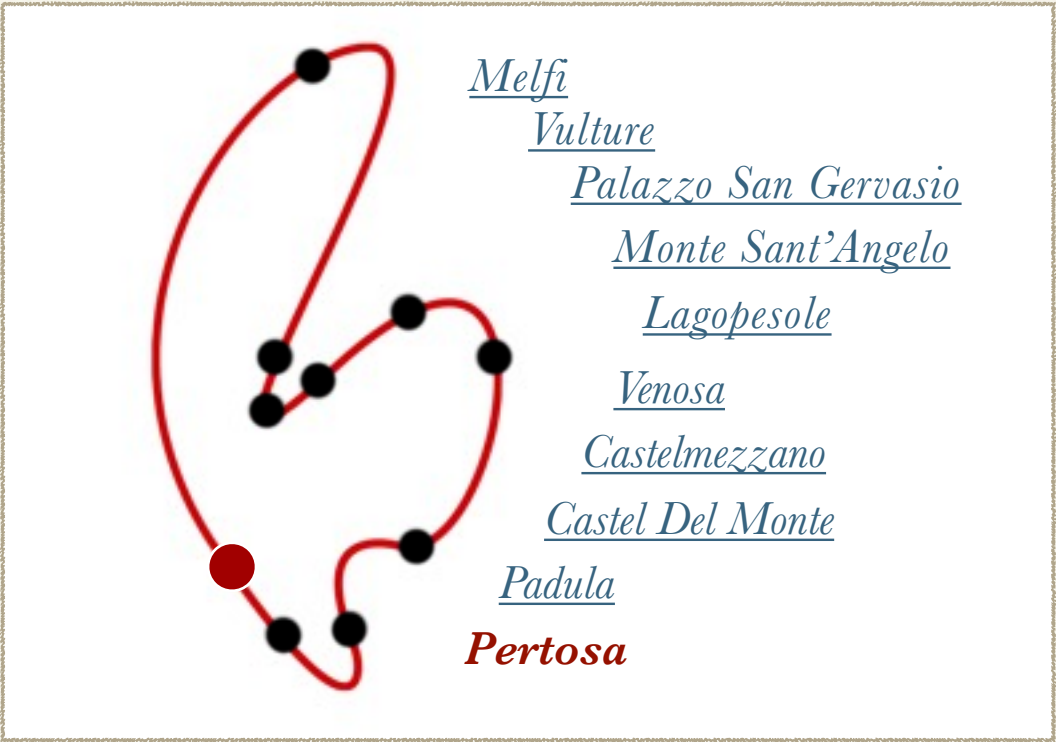 Melfi
Vulture
Palazzo San Gervasio
Monte Sant’Angelo
Lagopesole
Venosa
Castelmezzano
Castel Del Monte
Padula
Pertosa